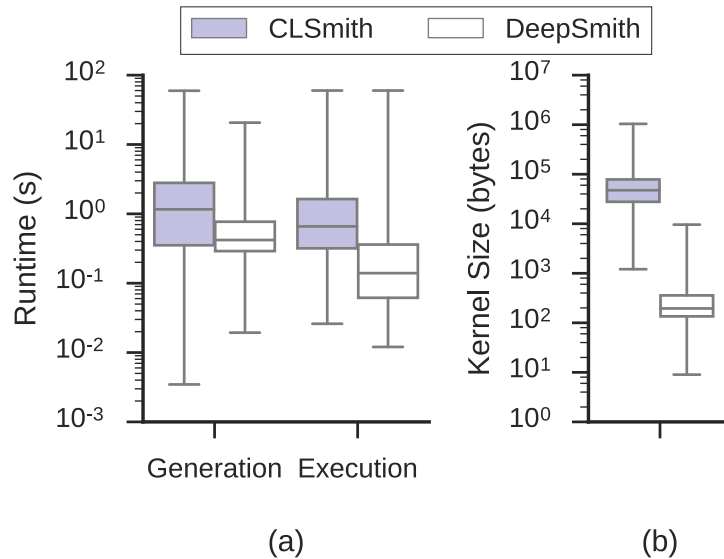 CLSmith DeepSmith
Runtime (s)
10² 
10¹
10⁰
10⁻¹
10⁻²
10⁻³
Generation Execution
(a)
Kernel Size (bytes)
10⁷
10⁶
10⁵
10⁴
10³
10²
10¹
10⁰
(b)